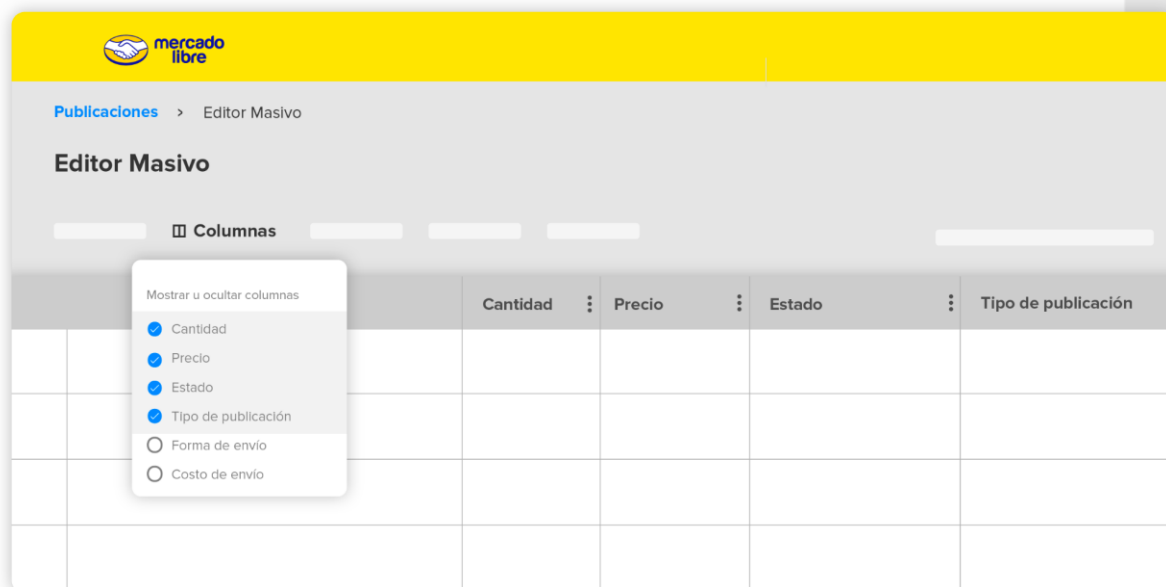 mercado
libre
Publicaciones > Editor Masivo
Editor Masivo
Columnas
Mostrar u ocultar columnas
Cantidad
Precio
Estado
Tipo de publicación
Forma de envío
Costo de envío
Cantidad Precio Estado Tipo de publicación